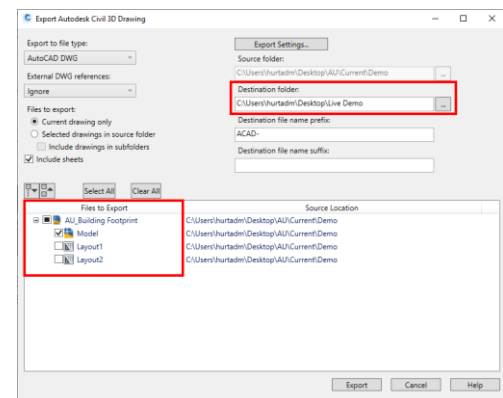 Export Autodesk Civil 3D Drawing
Export to file type:
AutoCAD DWG
External DWG references:
Ignore
Files to export:
Current drawing only
Selected drawings in source folder
Include drawings in subfolders
Include sheets
Export Settings...
Source folder:
C:\Users\hurtadm\Desktop\AU\Current\Demo
...
Destination folder:
C:\Users\hurtadm\Desktop\Live Demo
...
Destination file name prefix:
ACAD-
Destination file name suffix:
Select All Clear All
Files to Export Source Location
AU_Building Footprint C:\Users\hurtadm\Desktop\AU\Current\Demo
Model C:\Users\hurtadm\Desktop\AU\Current\Demo
Layout1 C:\Users\hurtadm\Desktop\AU\Current\Demo
Layout2 C:\Users\hurtadm\Desktop\AU\Current\Demo
Export Cancel Help